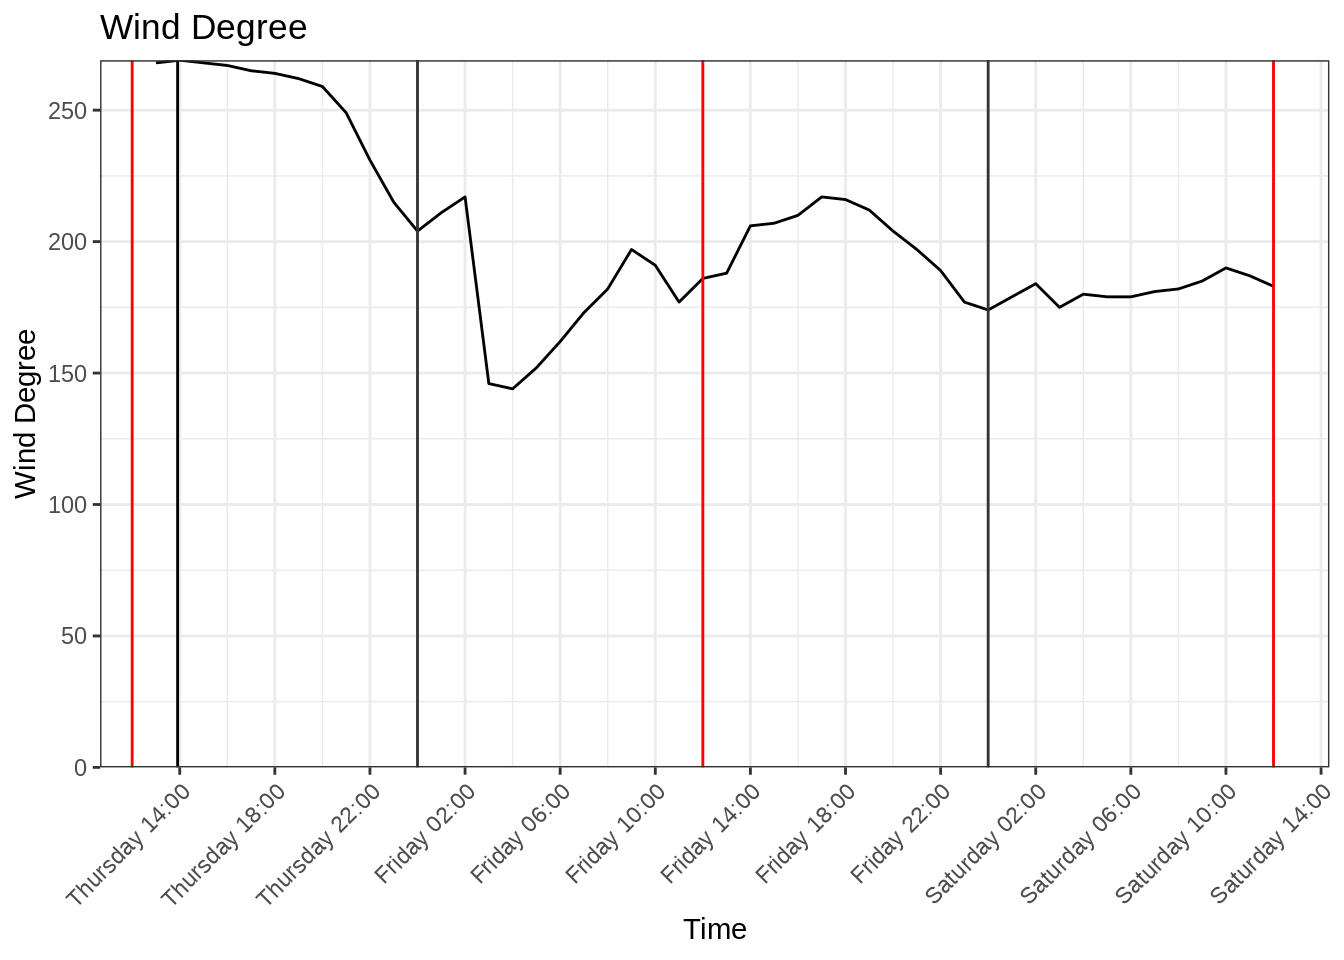 Wind Degree
Wind Degree
250
200
150
100
50
0
Thursday 14:00
Thursday 18:00
Thursday 22:00
Friday 02:00
Friday 06:00
Friday 10:00
Friday 14:00
Friday 18:00
Friday 22:00
Saturday 02:00
Saturday 06:00
Saturday 10:00
Saturday 14:00
Time